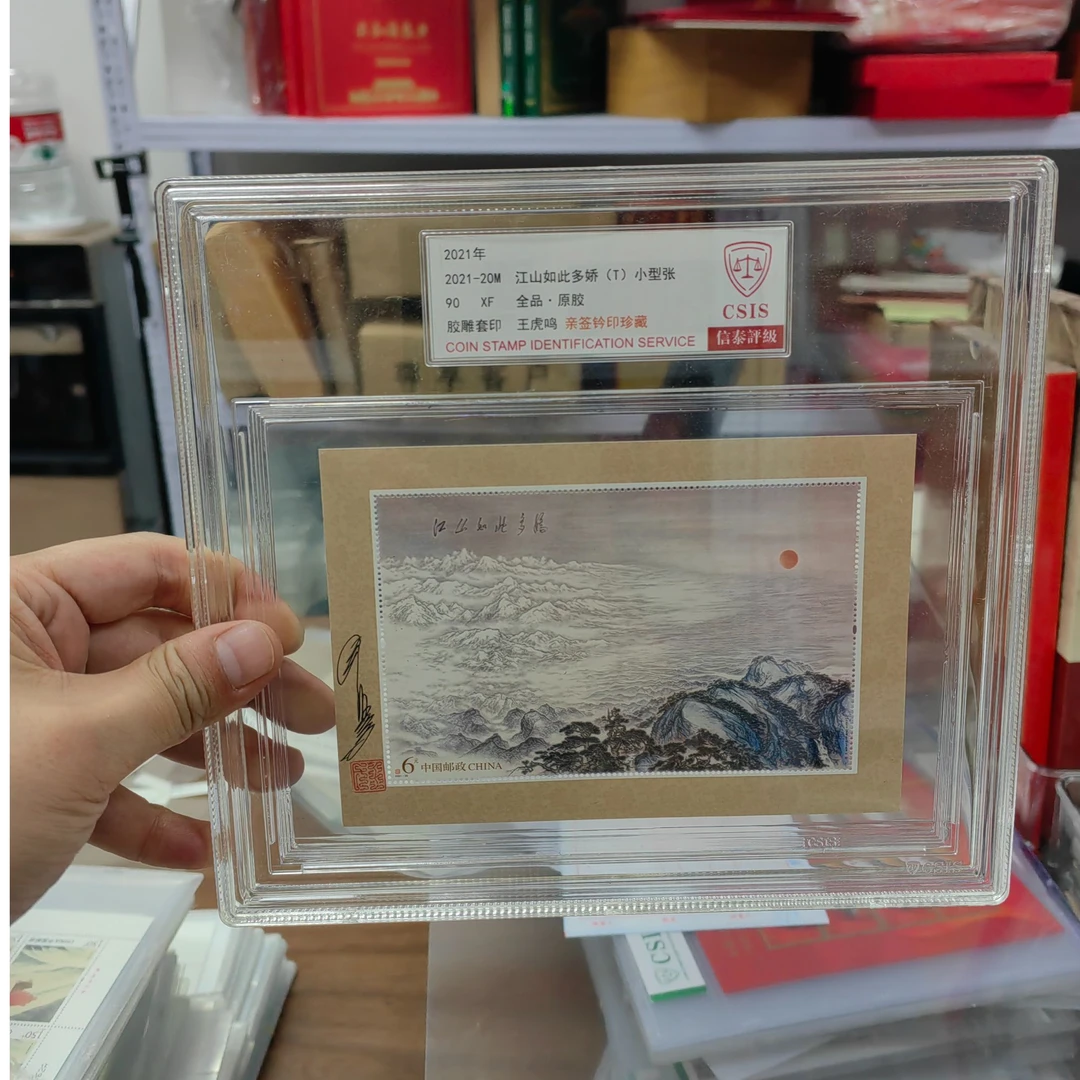 2021年
2021-20M 江山如此多娇（T）小型张
90 XF 全品·原胶
胶雕套印 王虎鸣 亲签钤印珍藏
COIN STAMP IDENTIFICATION SERVICE
CSIS
信泰評級
江山如此多娇
6元 中国邮政 CHINA
CSIS
CSI